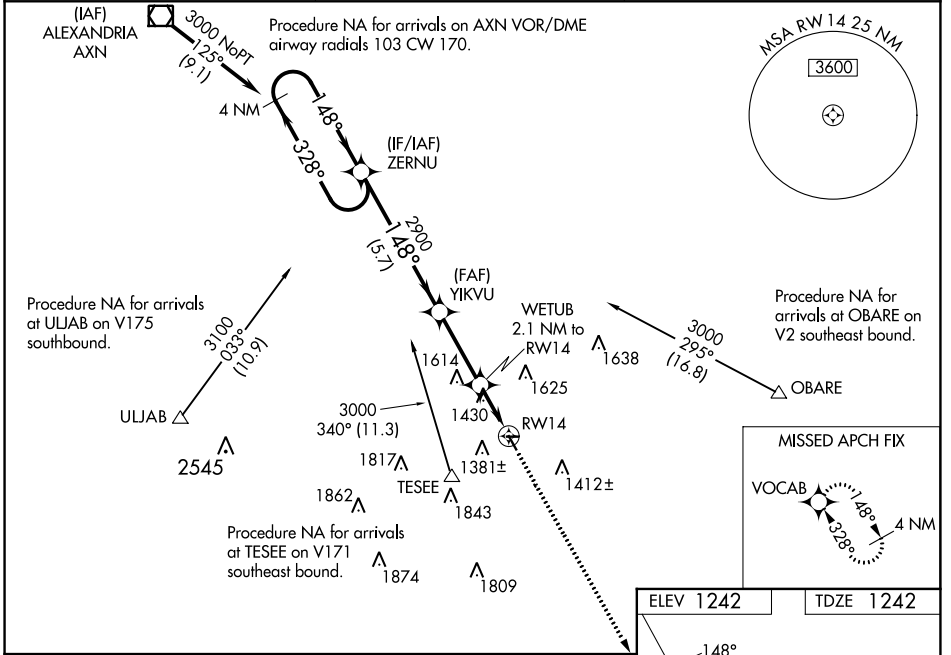 (IAF)
ALEXANDRIA
AXN
3000 NoPT
125°
(9.1)
Procedure NA for arrivals on AXN VOR/DME
airway radials 103 CW 170.
MSA RW 14 25 NM
3600
4 NM
148°
328°
(IF/IAF)
ZERNU
2900
148°
(5.7)
(FAF)
YIKVU
Procedure NA for arrivals
at ULJAB on V175
southbound.
3100
033°
(10.9)
ULJAB
2545
WETUB
2.1 NM to
RW14
1614
1430
1625
1638
3000
295°
(16.8)
OBARE
Procedure NA for
arrivals at OBARE on
V2 southeast bound.
3000
340° (11.3)
RW14
1381±
1412±
1817
TESEE
1843
1862
1874
1809
Procedure NA for arrivals
at TESEE on V171
southeast bound.
MISSED APCH FIX
VOCAB
148°
328°
4 NM
ELEV 1242
TDZE 1242
148°